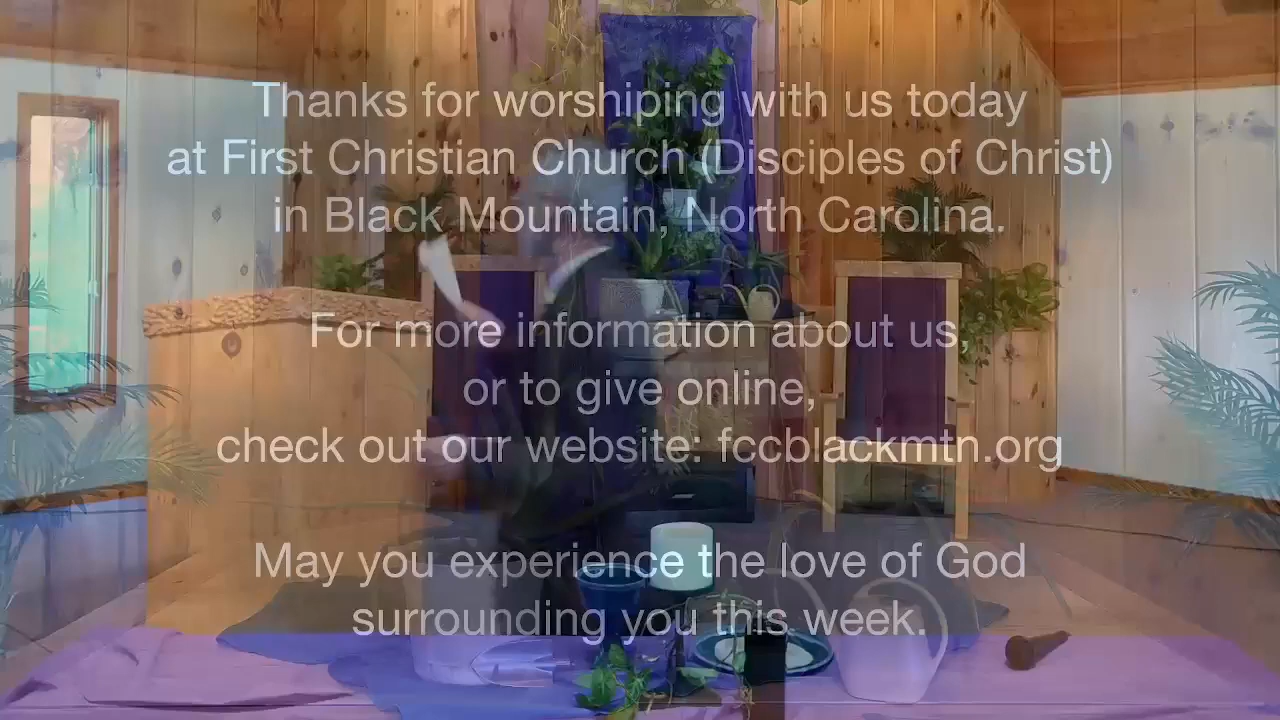 Thanks for worshiping with us today
at First Christian Church (Disciples of Christ)
in Black Mountain, North Carolina.
For more information about us,
or to give online,
check out our website: fccblackmtn.org
May you experience the love of God
surrounding you this week.